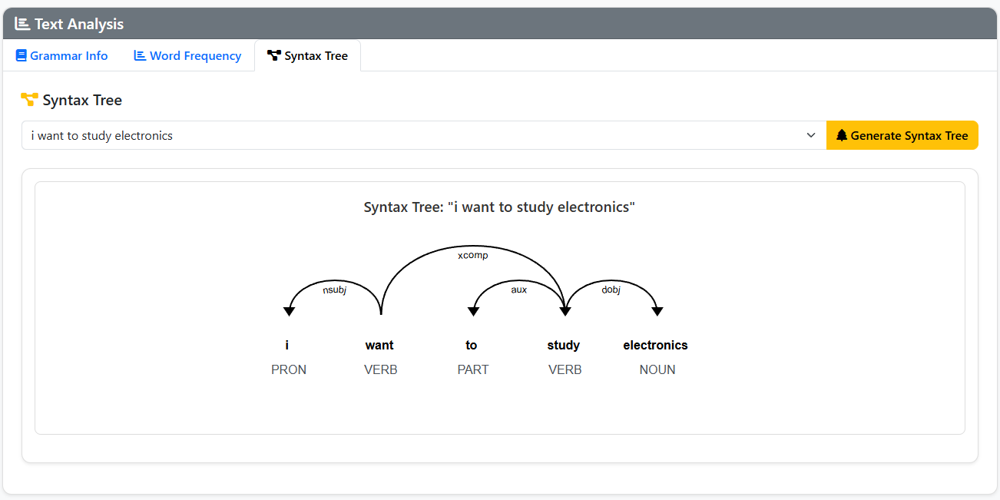 Text Analysis
Grammar Info Word Frequency Syntax Tree
Syntax Tree
i want to study electronics Generate Syntax Tree
Syntax Tree: "i want to study electronics"
xcomp
nsubj aux dobj
i want to study electronics
PRON VERB PART VERB NOUN